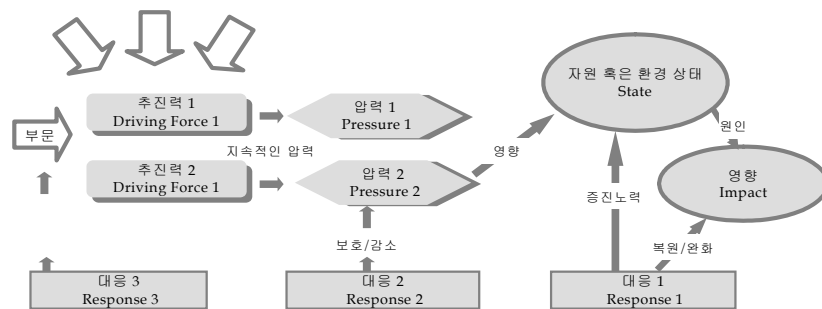 추진력 1
Driving Force 1
압력 1
Pressure 1
자원 혹은 환경 상태
State
부문
지속적인 압력
원인
추진력 2
Driving Force 1
압력 2
Pressure 2
영향
영향
Impact
증진노력
보호/감소
복원/완화
대응 3
Response 3
대응 2
Response 2
대응 1
Response 1